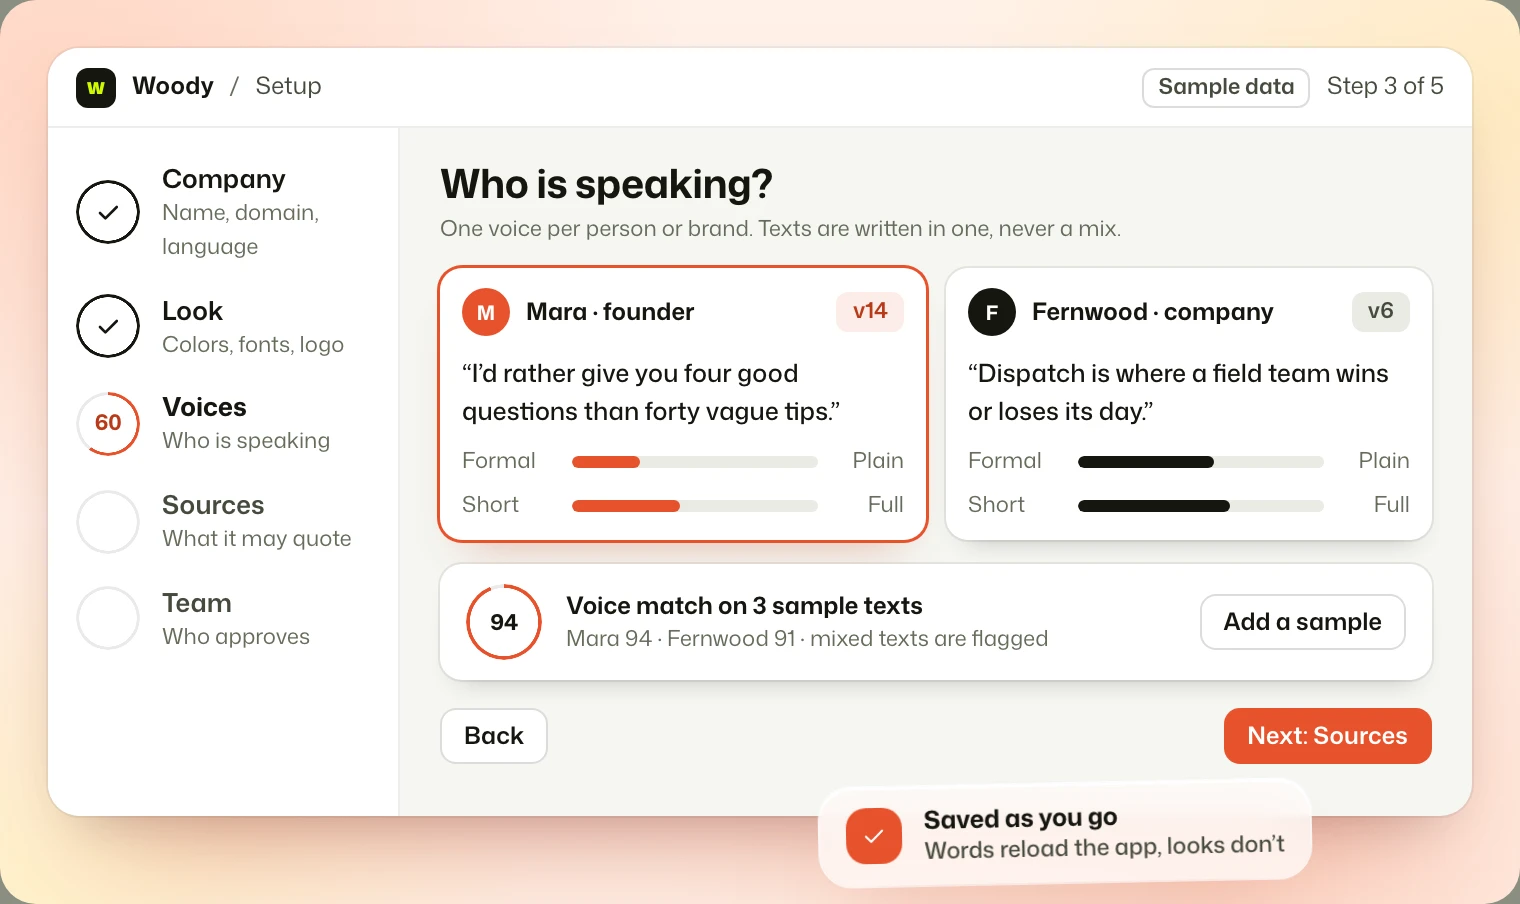 w Woody / Setup
Sample data Step 3 of 5
Company
Name, domain,
language
Look
Colors, fonts, logo
60 Voices
Who is speaking
Sources
What it may quote
Team
Who approves
Who is speaking?
One voice per person or brand. Texts are written in one, never a mix.
M Mara · founder v14
“I’d rather give you four good
questions than forty vague tips.”
Formal Plain
Short Full
F Fernwood · company v6
“Dispatch is where a field team wins
or loses its day.”
Formal Plain
Short Full
94 Voice match on 3 sample texts
Mara 94 · Fernwood 91 · mixed texts are flagged
Add a sample
Back
Next: Sources
Saved as you go
Words reload the app, looks don’t